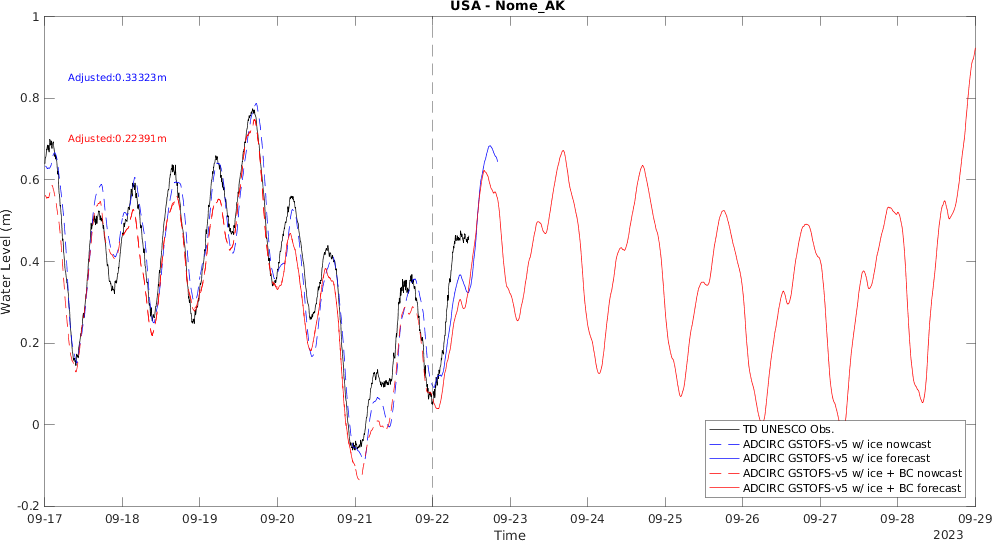 USA - Nome_AK
1
Adjusted:0.33323m
0.8
Adjusted:0.22391m
0.6
Water Level (m)
0.4
0.2
0
TD UNESCO Obs.
ADCIRC GSTOFS-v5 w/ ice nowcast
ADCIRC GSTOFS-v5 w/ ice forecast
ADCIRC GSTOFS-v5 w/ ice + BC nowcast
ADCIRC GSTOFS-v5 w/ ice + BC forecast
-0.2
09-17 09-18 09-19 09-20 09-21 09-22 09-23 09-24 09-25 09-26 09-27 09-28 09-29
Time
2023